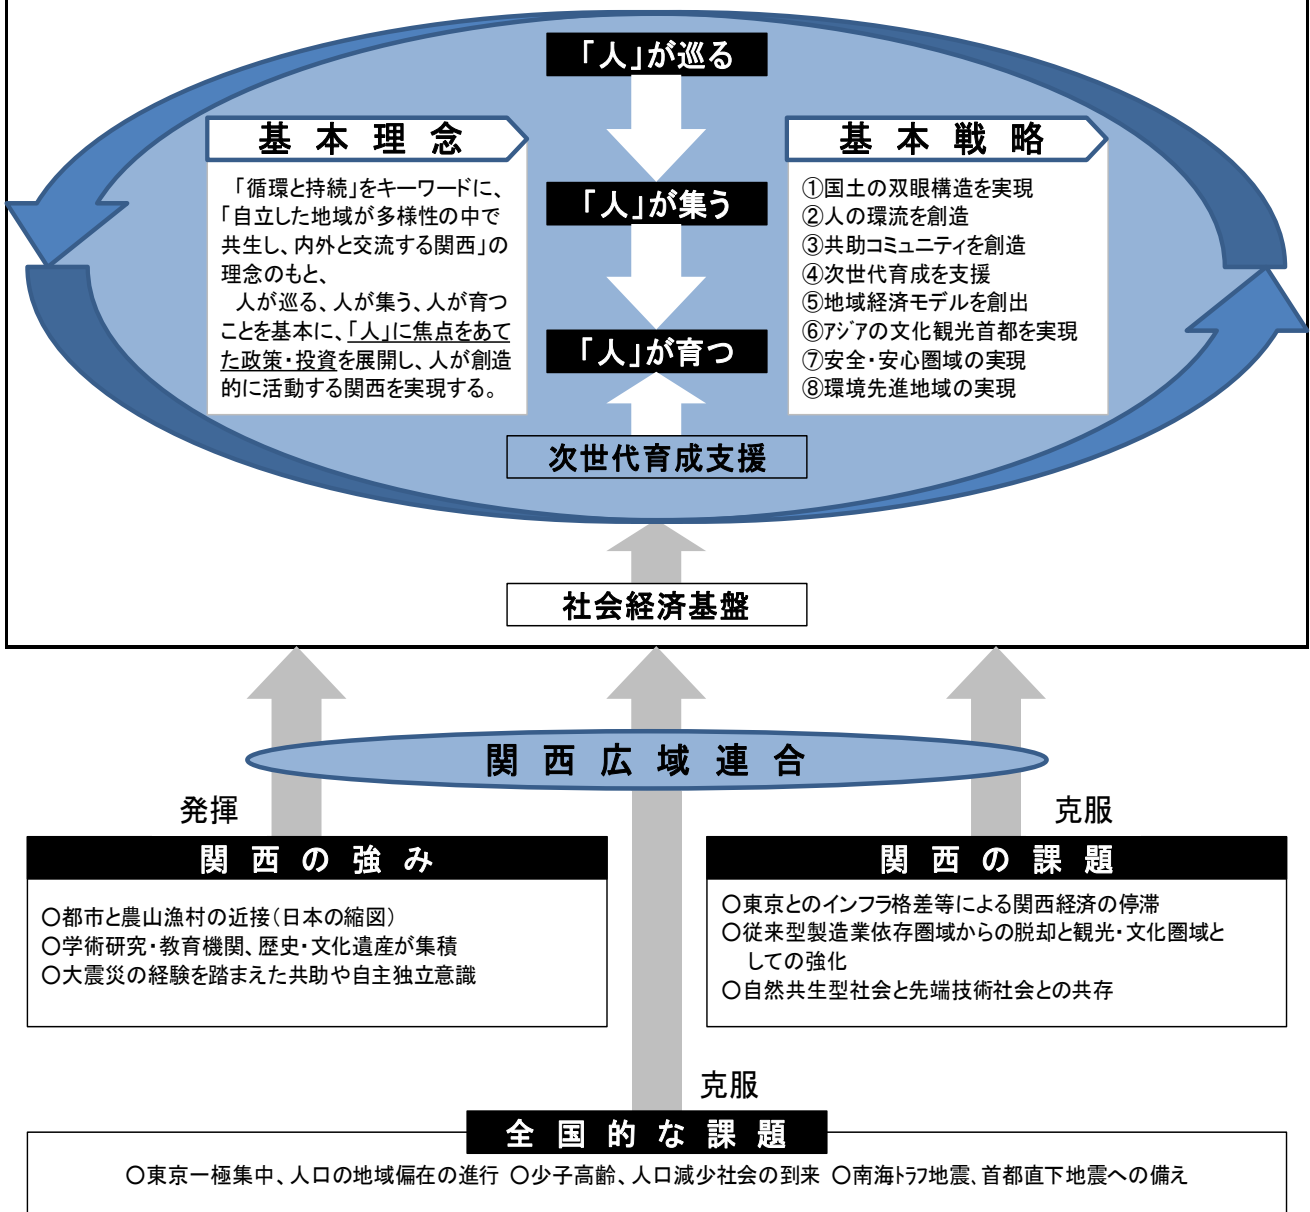 「人」が巡る
基本理念
「循環と持続」をキーワードに、
「自立した地域が多様性の中で
共生し、内外と交流する関西」の
理念のもと、
人が巡る、人が集う、人が育つ
ことを基本に、「人」に焦点をあて
た政策・投資を展開し、人が創造
的に活動する関西を実現する。
「人」が集う
「人」が育つ
次世代育成支援
基本戦略
①国土の双眼構造を実現
②人の環流を創造
③共助コミュニティを創造
④次世代育成を支援
⑤地域経済モデルを創出
⑥アジアの文化観光首都を実現
⑦安全・安心圏域の実現
⑧環境先進地域の実現
社会経済基盤
関西広域連合
発揮
克服
関西の強み
○都市と農山漁村の近接(日本の縮図)
○学術研究・教育機関、歴史・文化遺産が集積
○大震災の経験を踏まえた共助や自主独立意識
関西の課題
○東京とのインフラ格差等による関西経済の停滞
○従来型製造業依存圏域からの脱却と観光・文化圏域と
しての強化
○自然共生型社会と先端技術社会との共存
克服
全国的な課題
○東京一極集中、人口の地域偏在の進行 ○少子高齢、人口減少社会の到来 ○南海トラフ地震、首都直下地震への備え